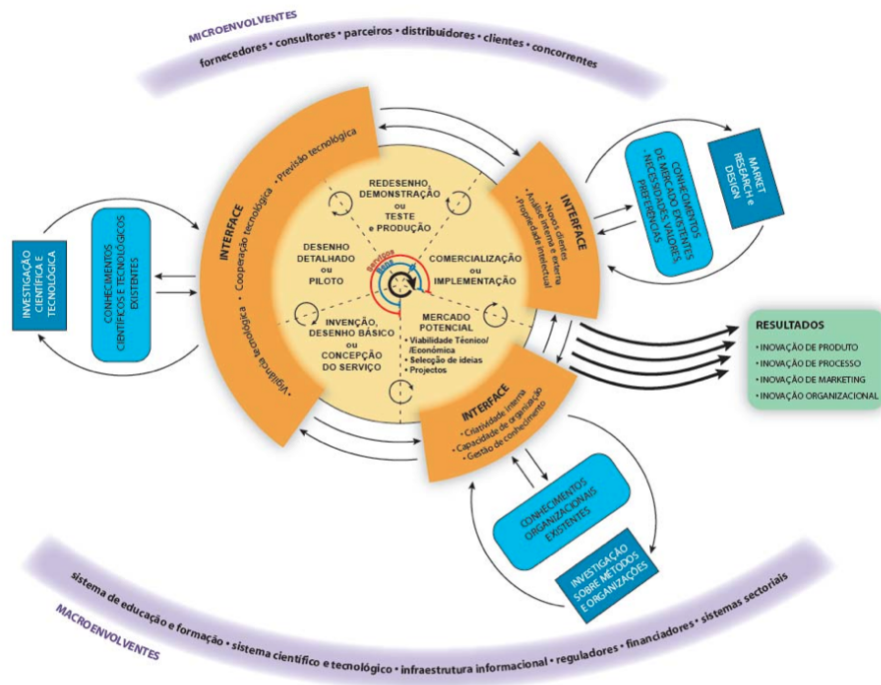 MICROENVOLVENTES
fornecedores • consultores • parceiros • distribuidores • clientes • concorrentes
INTERFACE
• Vigilância tecnológica • Cooperação tecnológica • Previsão tecnológica
REDESENHO,
DEMONSTRAÇÃO
ou
TESTE
e PRODUÇÃO
DESENHO
DETALHADO
ou
PILOTO
Serviços
Bens
COMERCIALIZAÇÃO
ou
IMPLEMENTAÇÃO
INVENÇÃO,
DESENHO BÁSICO
ou
CONCEPÇÃO
DO SERVIÇO
MERCADO
POTENCIAL
• Viabilidade Técnico/
/Económica
• Selecção de ideias
• Projectos
INTERFACE
• Novos clientes
• Análise interna e externa
• Propriedade intelectual
CONHECIMENTOS
DE MERCADO EXISTENTES
- NECESSIDADES VALORES,
PREFERÊNCIAS
MARKET
RESEARCH e
DESIGN
INVESTIGAÇÃO
CIENTÍFICA E
TECNOLÓGICA
CONHECIMENTOS
CIENTÍFICOS E TECNOLÓGICOS
EXISTENTES
RESULTADOS
• INOVAÇÃO DE PRODUTO
• INOVAÇÃO DE PROCESSO
• INOVAÇÃO DE MARKETING
• INOVAÇÃO ORGANIZACIONAL
INTERFACE
• Criatividade interna
• Capacidade de organização
• Gestão de conhecimento
CONHECIMENTOS
ORGANIZACIONAIS
EXISTENTES
INVESTIGAÇÃO
SOBRE MÉTODOS
E ORGANIZAÇÕES
sistema de educação e formação • sistema científico e tecnológico • infraestrutura informacional • reguladores • financiadores • sistemas sectoriais
MACROENVOLVENTES